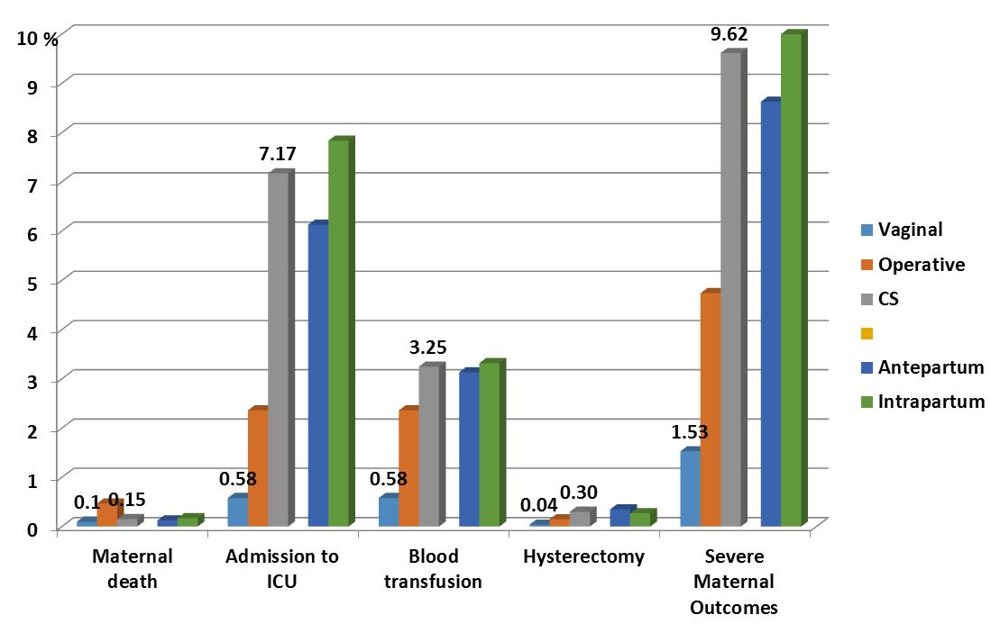 10 %
9
8
7
6
5
4
3
2
1
0
0.1
0.15
0.58
7.17
0.58
3.25
0.04
0.30
1.53
9.62
Maternal
death
Admission to
ICU
Blood
transfusion
Hysterectomy
Severe
Maternal
Outcomes
Vaginal
Operative
CS
Antepartum
Intrapartum